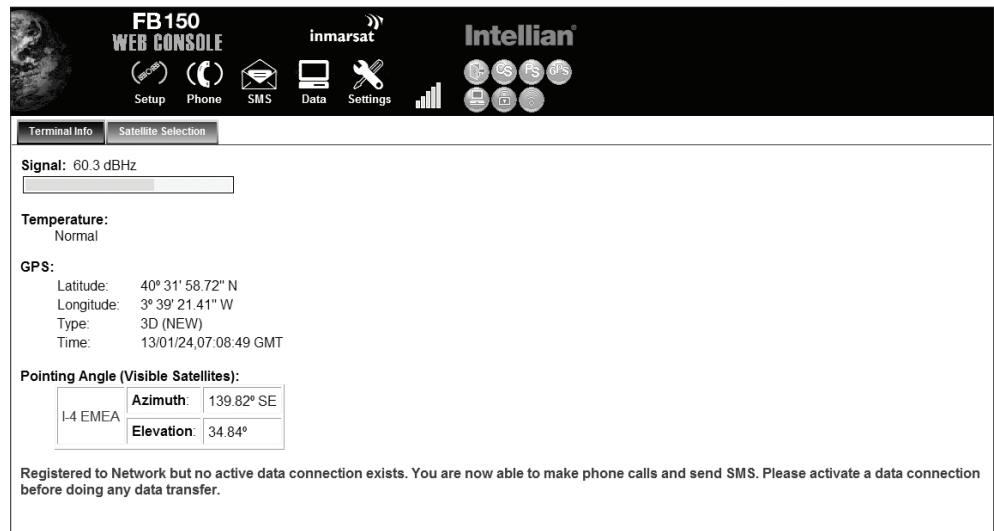 FB150
WEB CONSOLE
inmarsat
Intellian®
Setup Phone SMS Data Settings
CS PS GPS
Terminal Info Satellite Selection
Signal: 60.3 dBHz
Temperature:
Normal
GPS:
Latitude: 40º 31' 58.72" N
Longitude: 3º 39' 21.41" W
Type: 3D (NEW)
Time: 13/01/24,07:08:49 GMT
Pointing Angle (Visible Satellites):
I-4 EMEA
Azimuth: 139.82º SE
Elevation: 34.84º
Registered to Network but no active data connection exists. You are now able to make phone calls and send SMS. Please activate a data connection
before doing any data transfer.